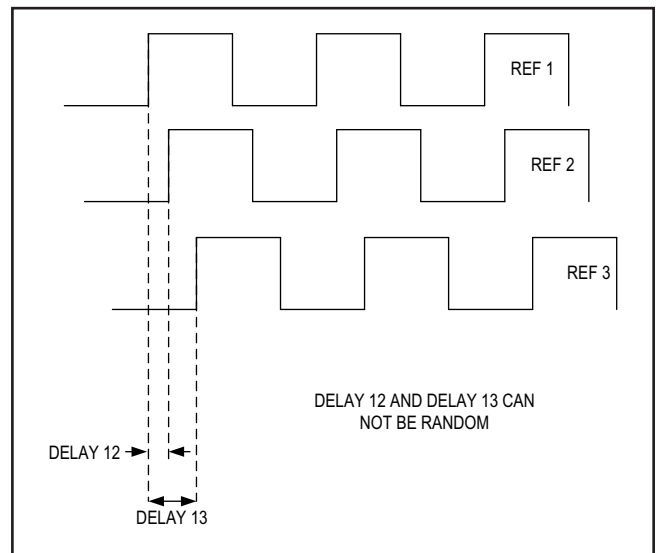 REF 1
REF 2
REF 3
DELAY 12 AND DELAY 13 CAN
NOT BE RANDOM
DELAY 12
DELAY 13